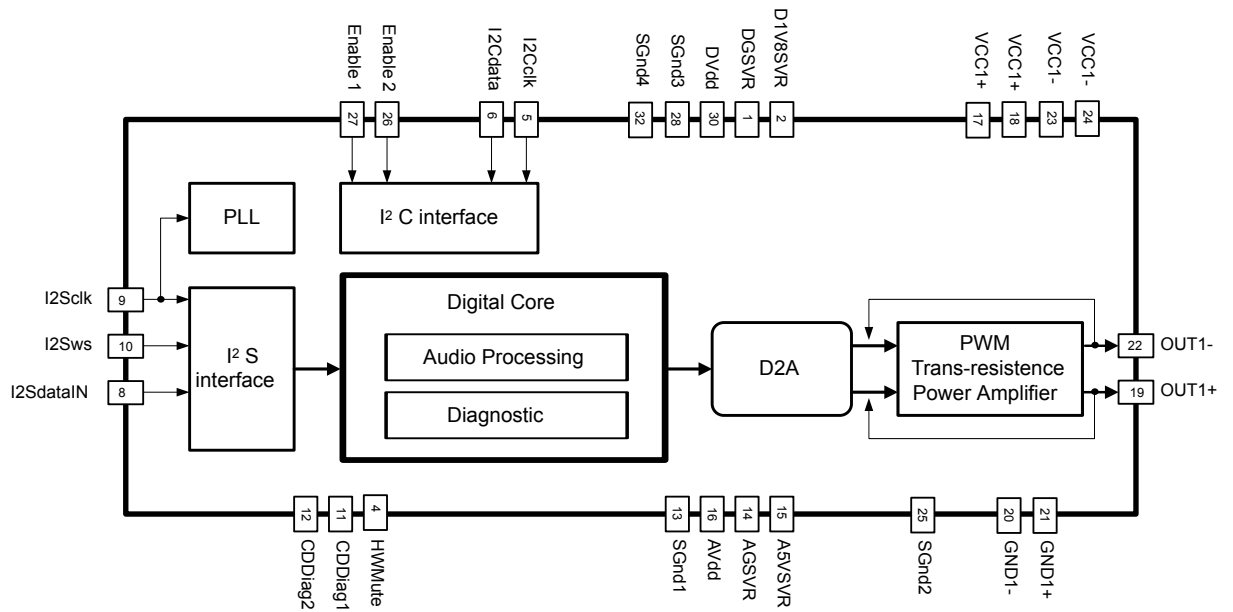 Enable 1
Enable 2
I2Cdata
I2Cclk
SGnd4
SGnd3
DVdd
DGSVR
D1V8SVR
VCC1+
VCC1+
VCC1-
VCC1-
27
26
6
5
32
28
30
1
2
17
18
23
24
PLL
I² C interface
I2Sclk
9
I2Sws
10
I2SdataIN
8
I² S
interface
Digital Core
Audio Processing
Diagnostic
D2A
PWM
Trans-resistence
Power Amplifier
22
OUT1-
19
OUT1+
12
11
4
13
16
14
15
25
20
21
CDDiag2
CDDiag1
HWMute
SGnd1
AVdd
AGSVR
A5VSVR
SGnd2
GND1-
GND1+